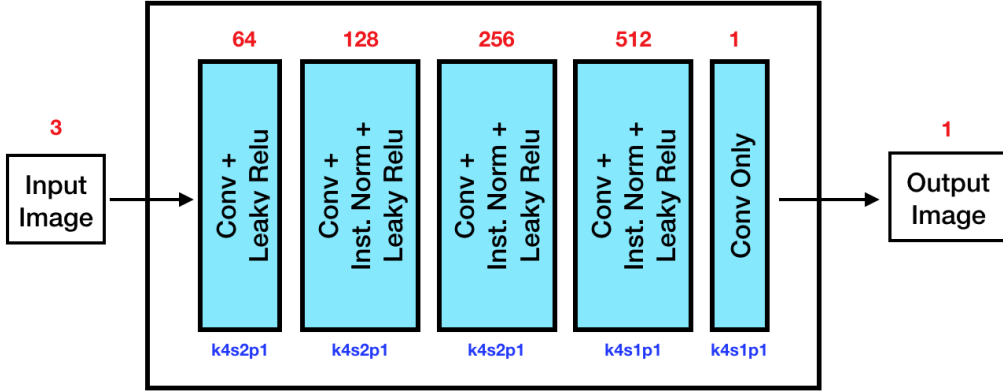 64
128
256
512
1
3
1
Input
Image
Conv +
Leaky Relu
Conv +
Inst. Norm +
Leaky Relu
Conv +
Inst. Norm +
Leaky Relu
Conv +
Inst. Norm +
Leaky Relu
Conv Only
Output
Image
k4s2p1
k4s2p1
k4s2p1
k4s1p1
k4s1p1